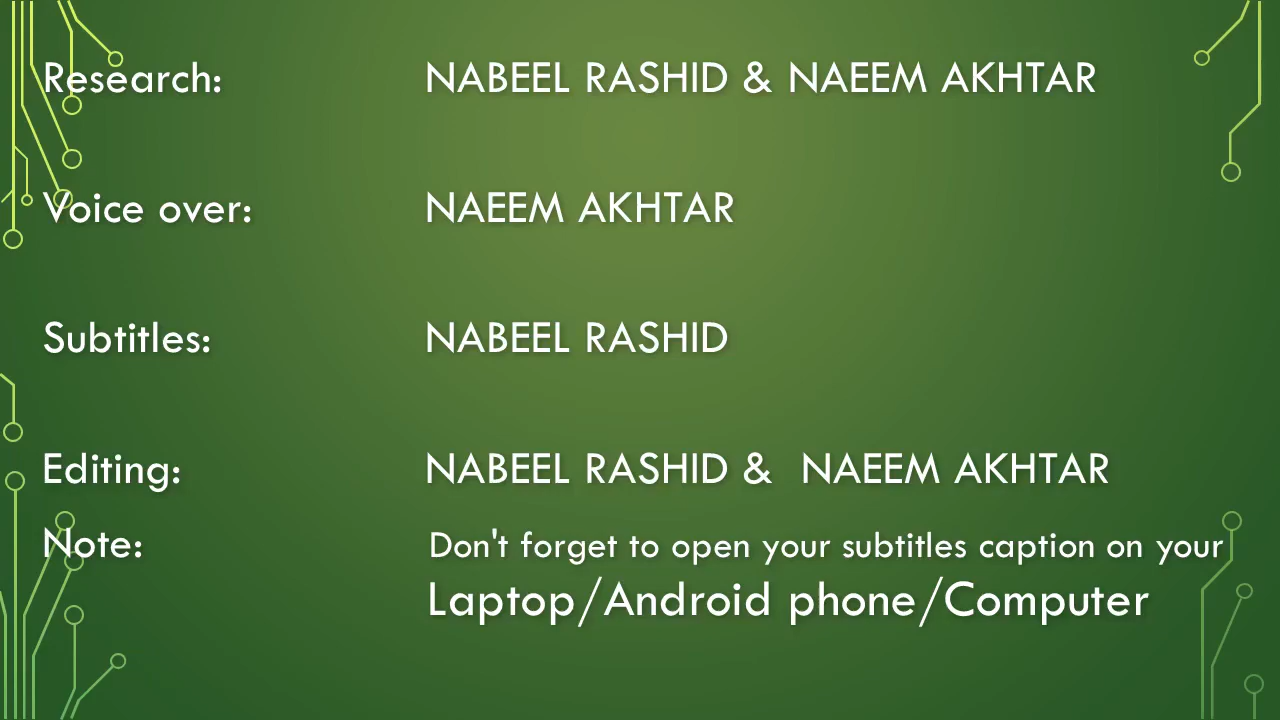 Research: NABEEL RASHID & NAEEM AKHTAR
Voice over: NAEEM AKHTAR
Subtitles: NABEEL RASHID
Editing: NABEEL RASHID &  NAEEM AKHTAR
Note: Don't forget to open your subtitles caption on your
Laptop/Android phone/Computer